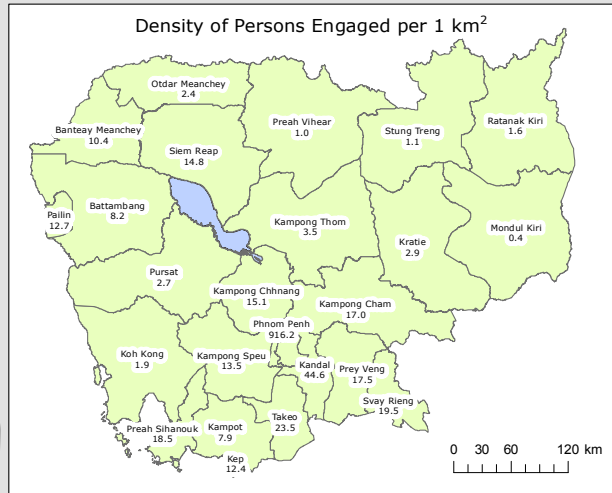 Density of Persons Engaged per 1 km²
Otdar Meanchey
2.4
Banteay Meanchey
10.4
Siem Reap
14.8
Preah Vihear
1.0
Stung Treng
1.1
Ratanak Kiri
1.6
Battambang
8.2
Pailin
12.7
Kampong Thom
3.5
Kratie
2.9
Mondul Kiri
0.4
Pursat
2.7
Kampong Chhnang
15.1
Kampong Cham
17.0
Phnom Penh
916.2
Koh Kong
1.9
Kampong Speu
13.5
Kandal
44.6
Prey Veng
17.5
Svay Rieng
19.5
Preah Sihanouk
18.5
Kampot
7.9
Takeo
23.5
Kep
12.4
0 30 60 120 km